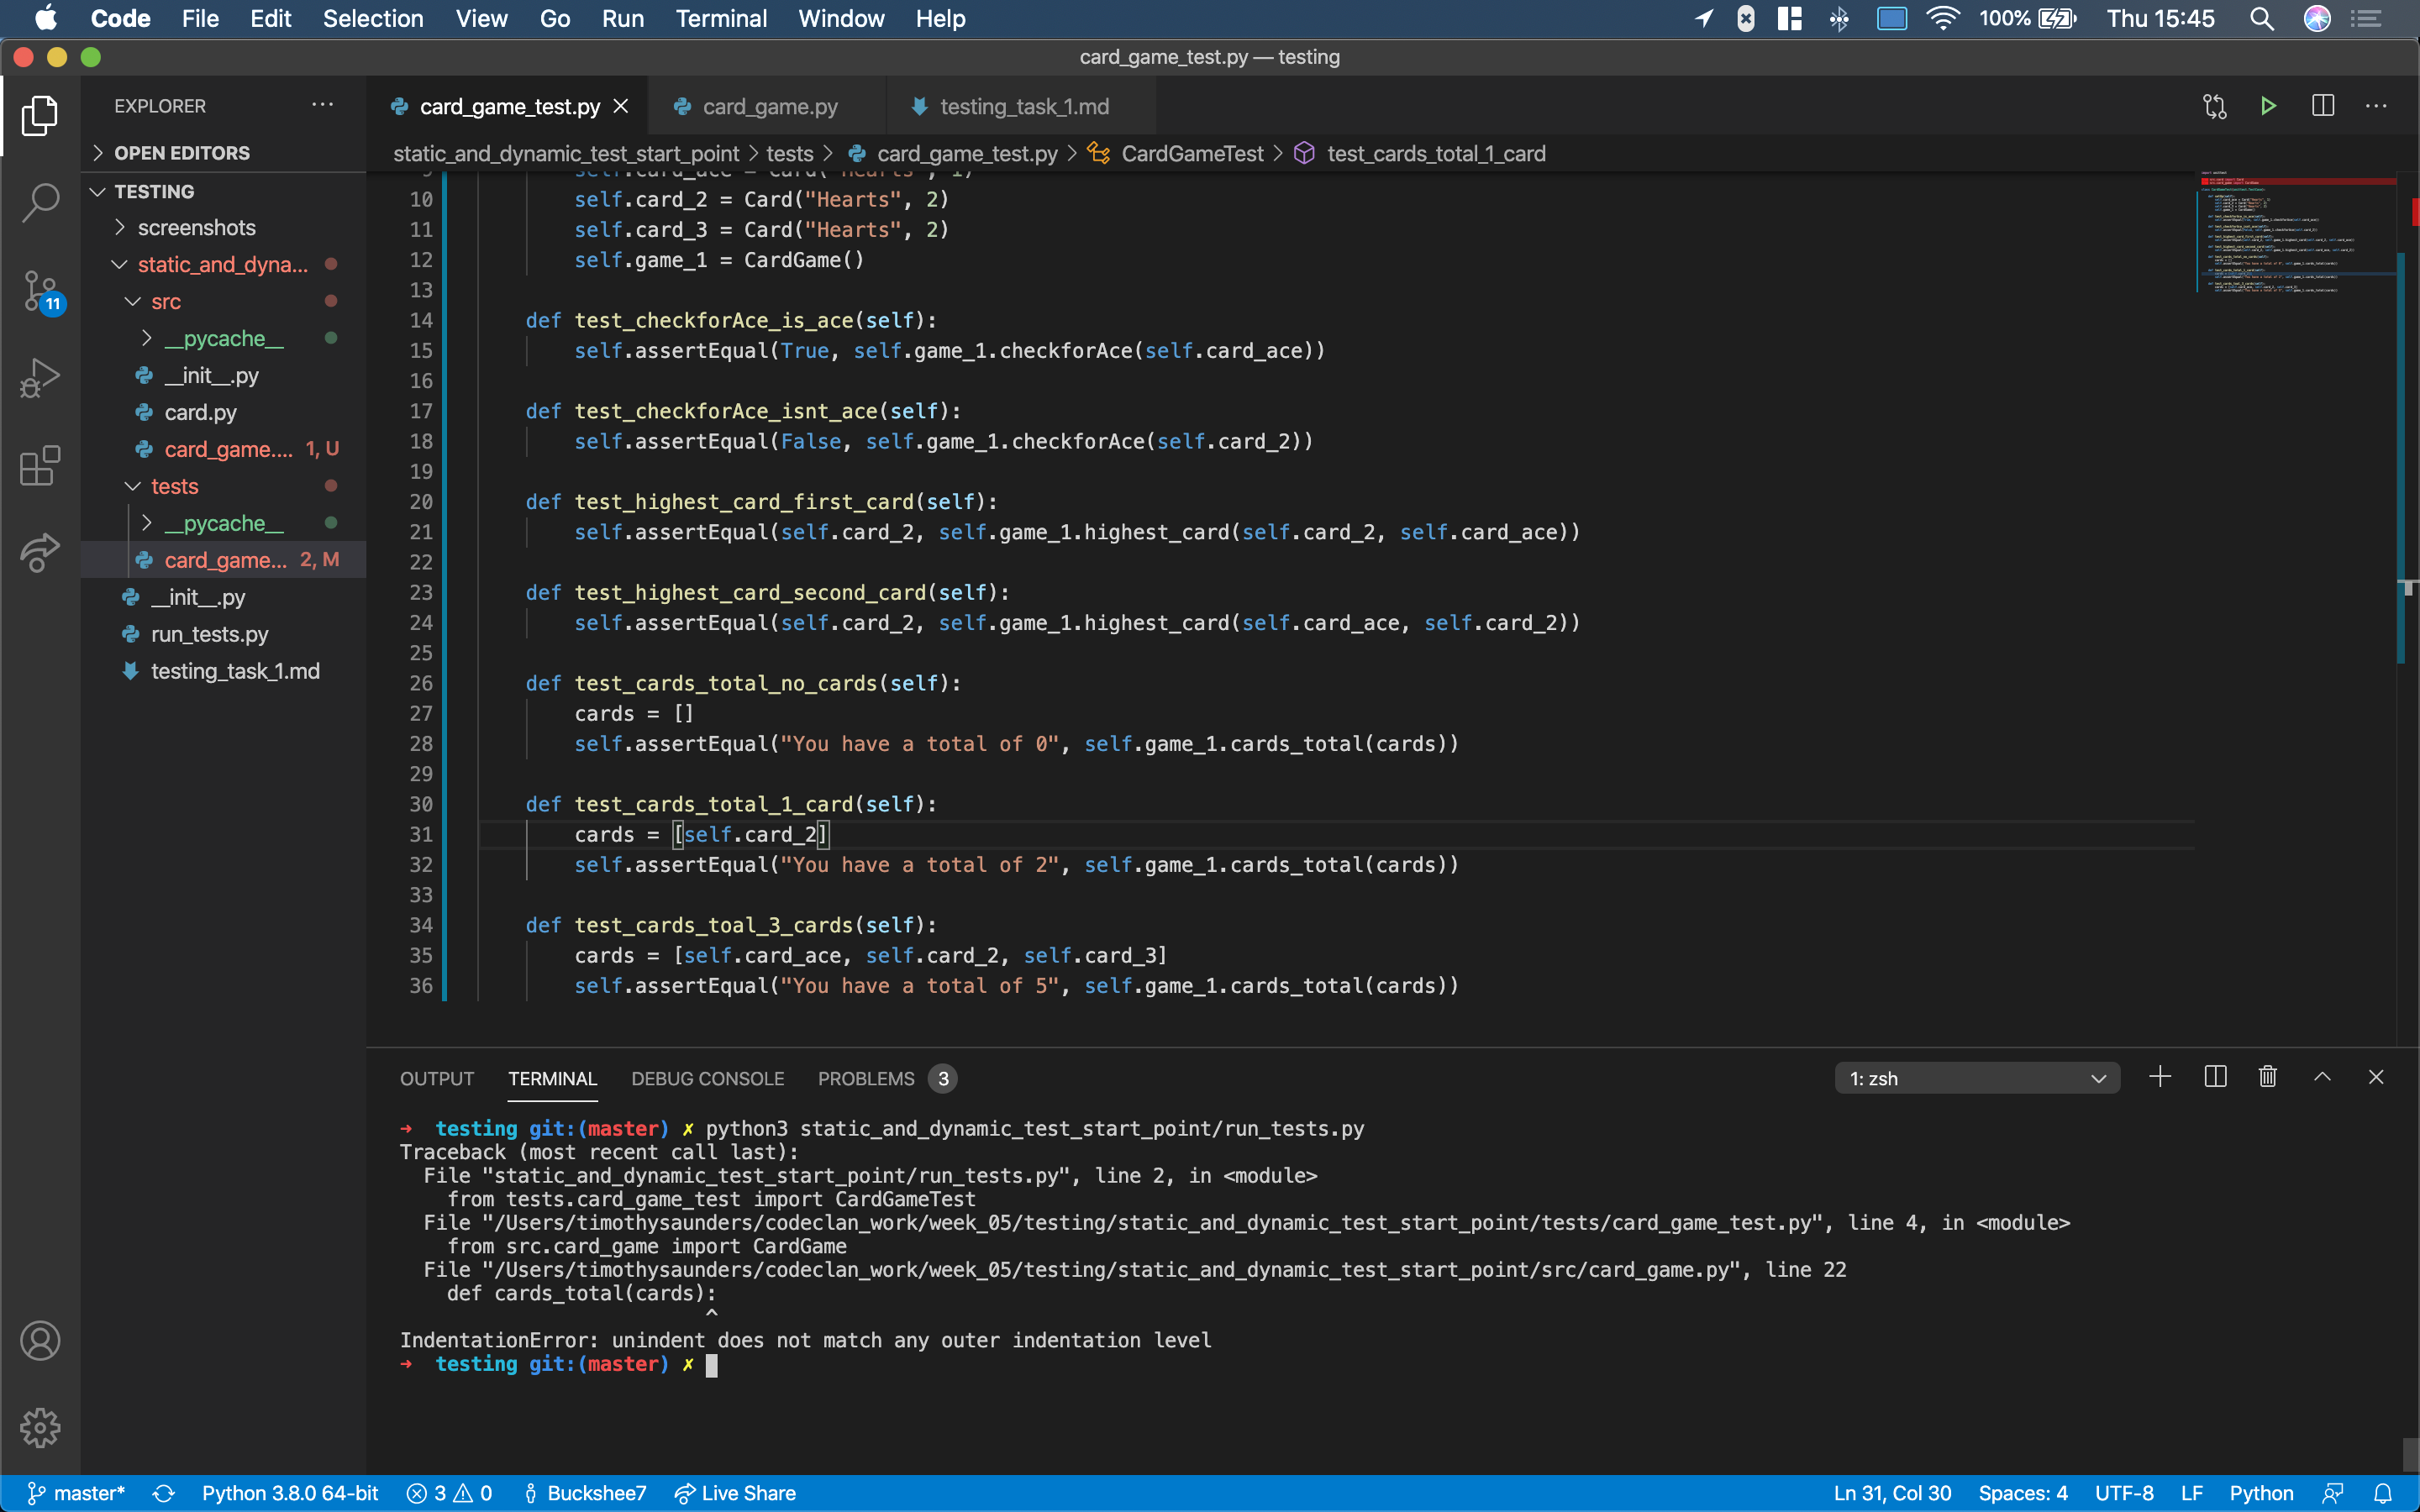 Code File Edit Selection View Go Run Terminal Window Help 100% Thu 15:45
card_game_test.py — testing
EXPLORER
OPEN EDITORS
TESTING
screenshots
static_and_dyna...
src
__pycache__
__init__.py
card.py
card_game.... 1, U
tests
__pycache__
card_game... 2, M
__init__.py
run_tests.py
testing_task_1.md
11
card_game_test.py card_game.py testing_task_1.md
static_and_dynamic_test_start_point > tests > card_game_test.py > CardGameTest > test_cards_total_1_card
9 self.card_ace = Card("Hearts", 1)
10 self.card_2 = Card("Hearts", 2)
11 self.card_3 = Card("Hearts", 2)
12 self.game_1 = CardGame()
13
14 def test_checkforAce_is_ace(self):
15 self.assertEqual(True, self.game_1.checkforAce(self.card_ace))
16
17 def test_checkforAce_isnt_ace(self):
18 self.assertEqual(False, self.game_1.checkforAce(self.card_2))
19
20 def test_highest_card_first_card(self):
21 self.assertEqual(self.card_2, self.game_1.highest_card(self.card_2, self.card_ace))
22
23 def test_highest_card_second_card(self):
24 self.assertEqual(self.card_2, self.game_1.highest_card(self.card_ace, self.card_2))
25
26 def test_cards_total_no_cards(self):
27 cards = []
28 self.assertEqual("You have a total of 0", self.game_1.cards_total(cards))
29
30 def test_cards_total_1_card(self):
31 cards = [self.card_2]
32 self.assertEqual("You have a total of 2", self.game_1.cards_total(cards))
33
34 def test_cards_toal_3_cards(self):
35 cards = [self.card_ace, self.card_2, self.card_3]
36 self.assertEqual("You have a total of 5", self.game_1.cards_total(cards))
OUTPUT TERMINAL DEBUG CONSOLE PROBLEMS 3 1: zsh
→ testing git:(master) ✗ python3 static_and_dynamic_test_start_point/run_tests.py
Traceback (most recent call last):
File "static_and_dynamic_test_start_point/run_tests.py", line 2, in <module>
from tests.card_game_test import CardGameTest
File "/Users/timothysaunders/codeclan_work/week_05/testing/static_and_dynamic_test_start_point/tests/card_game_test.py", line 4, in <module>
from src.card_game import CardGame
File "/Users/timothysaunders/codeclan_work/week_05/testing/static_and_dynamic_test_start_point/src/card_game.py", line 22
def cards_total(cards):
^
IndentationError: unindent does not match any outer indentation level
→ testing git:(master) ✗
master* Python 3.8.0 64-bit 3 0 Buckshee7 Live Share Ln 31, Col 30 Spaces: 4 UTF-8 LF Python